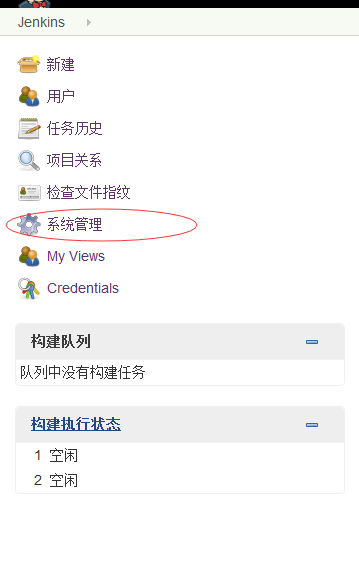 Jenkins
新建
用户
任务历史
项目关系
检查文件指纹
系统管理
My Views
Credentials
构建队列
队列中没有构建任务
构建执行状态
1 空闲
2 空闲